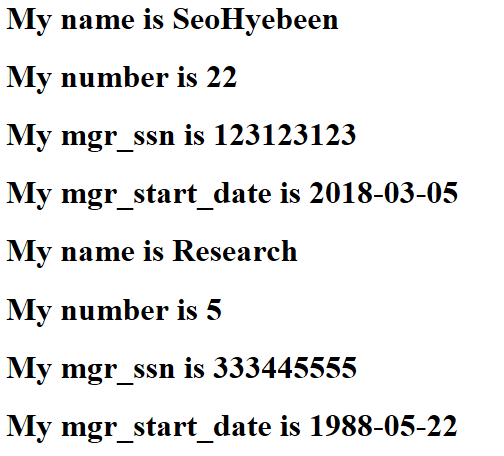 My name is SeoHyebeen
My number is 22
My mgr_ssn is 123123123
My mgr_start_date is 2018-03-05
My name is Research
My number is 5
My mgr_ssn is 333445555
My mgr_start_date is 1988-05-22